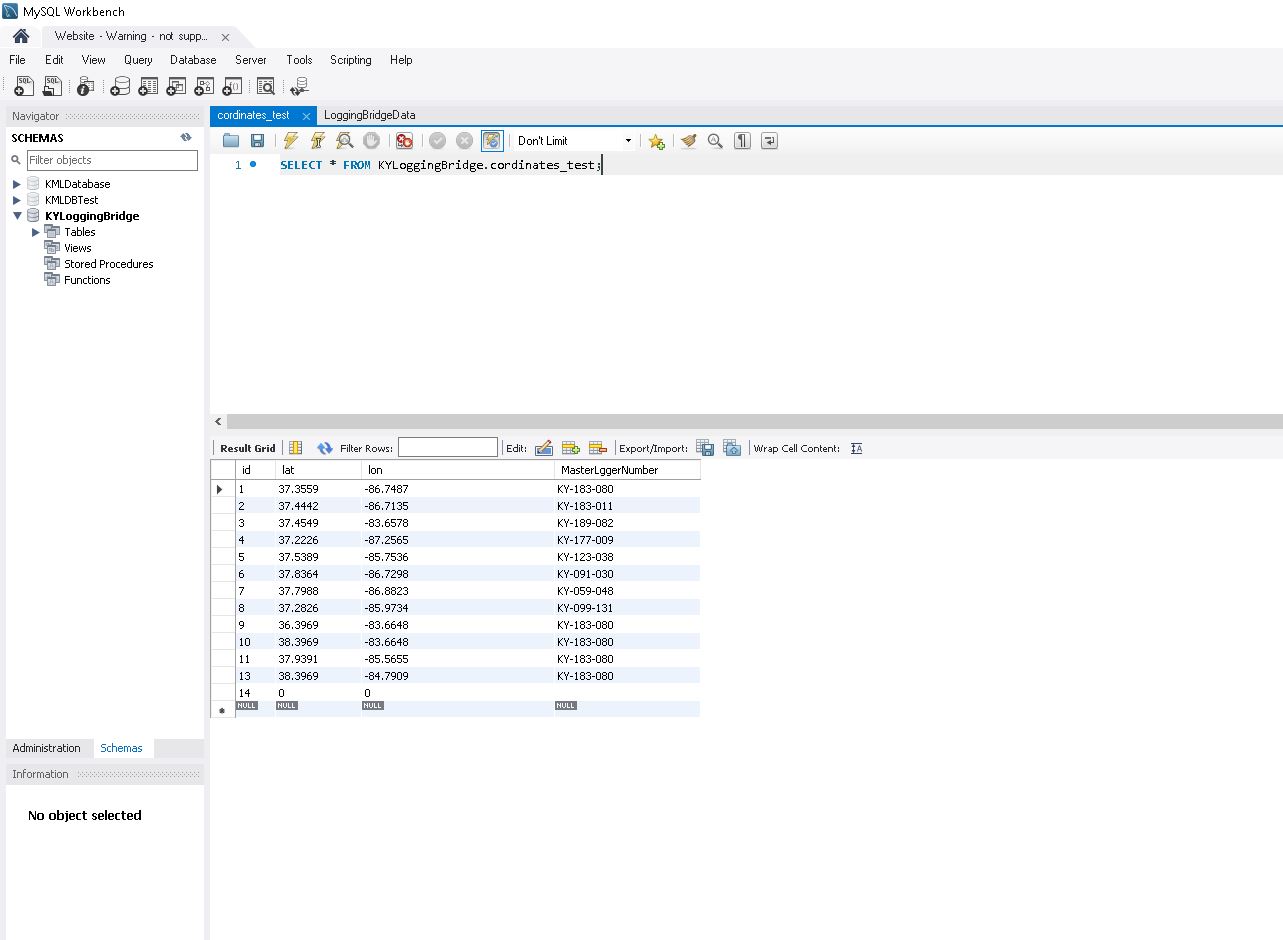 MySQL Workbench
Website - Warning - not supp...
File Edit View Query Database Server Tools Scripting Help
Navigator
SCHEMAS
Filter objects
KMLDatabase
KMLDBTest
KYLoggingBridge
Tables
Views
Stored Procedures
Functions
Administration Schemas
Information
No object selected
cordinates_test LoggingBridgeData
Don't Limit
1 SELECT * FROM KYLoggingBridge.cordinates_test;
Result Grid Filter Rows: Edit: Export/Import: Wrap Cell Content:
id lat lon MasterLggerNumber
1 37.3559 -86.7487 KY-183-080
2 37.4442 -86.7135 KY-183-011
3 37.4549 -83.6578 KY-189-082
4 37.2226 -87.2565 KY-177-009
5 37.5389 -85.7536 KY-123-038
6 37.8364 -86.7298 KY-091-030
7 37.7988 -86.8823 KY-059-048
8 37.2826 -85.9734 KY-099-131
9 36.3969 -83.6648 KY-183-080
10 38.3969 -83.6648 KY-183-080
11 37.9391 -85.5655 KY-183-080
13 38.3969 -84.7909 KY-183-080
14 0 0
NULL NULL NULL NULL